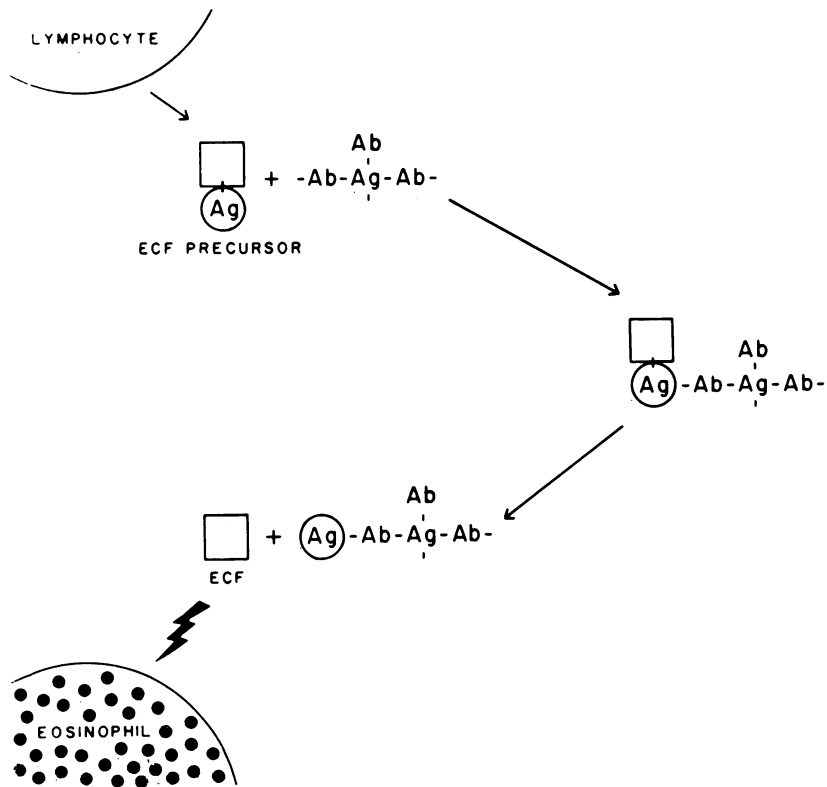 LYMPHOCYTE
Ab
+ -Ab-Ag-Ab-
Ag
ECF PRECURSOR
Ab
Ag -Ab-Ag-Ab-
Ab
+ Ag -Ab-Ag-Ab-
ECF
EOSINOPHIL